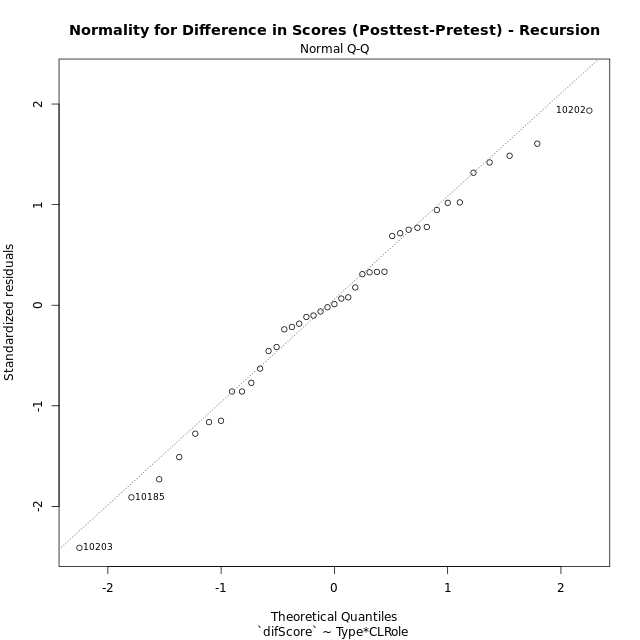 Normality for Difference in Scores (Posttest-Pretest) - Recursion
Normal Q-Q
2
1
0
-1
-2
Standardized residuals
10202
10185
10203
-2 -1 0 1 2
Theoretical Quantiles
`difScore` ~ Type*CLRole